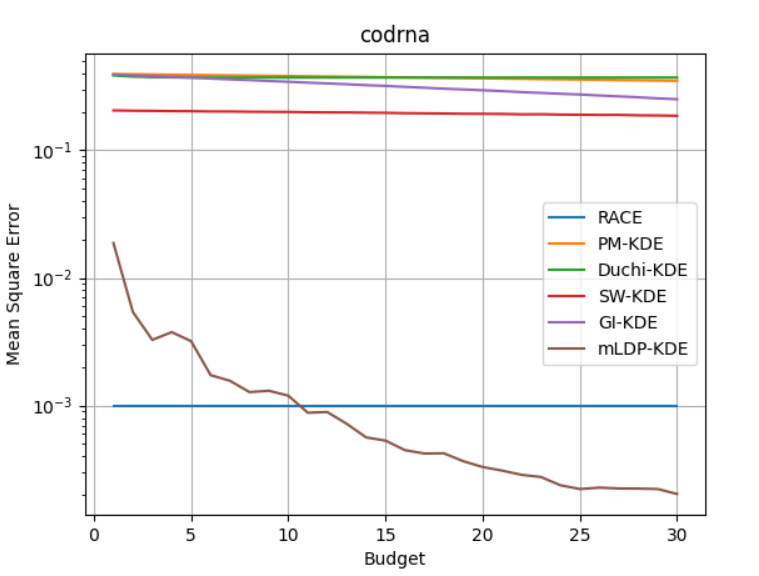 codrna
Mean Square Error
10⁻¹
10⁻²
10⁻³
RACE
PM-KDE
Duchi-KDE
SW-KDE
GI-KDE
mLDP-KDE
0 5 10 15 20 25 30
Budget